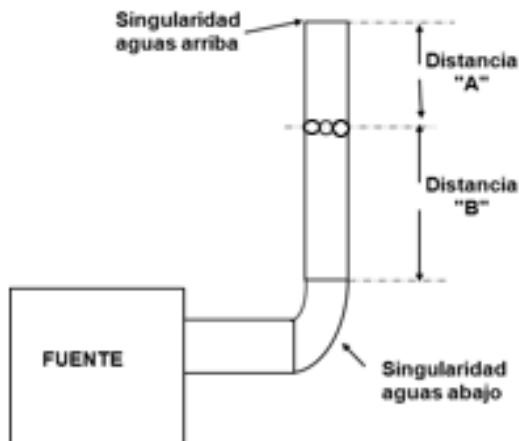 Singularidad
aguas arriba
Distancia
"A"
Distancia
"B"
FUENTE
Singularidad
aguas abajo